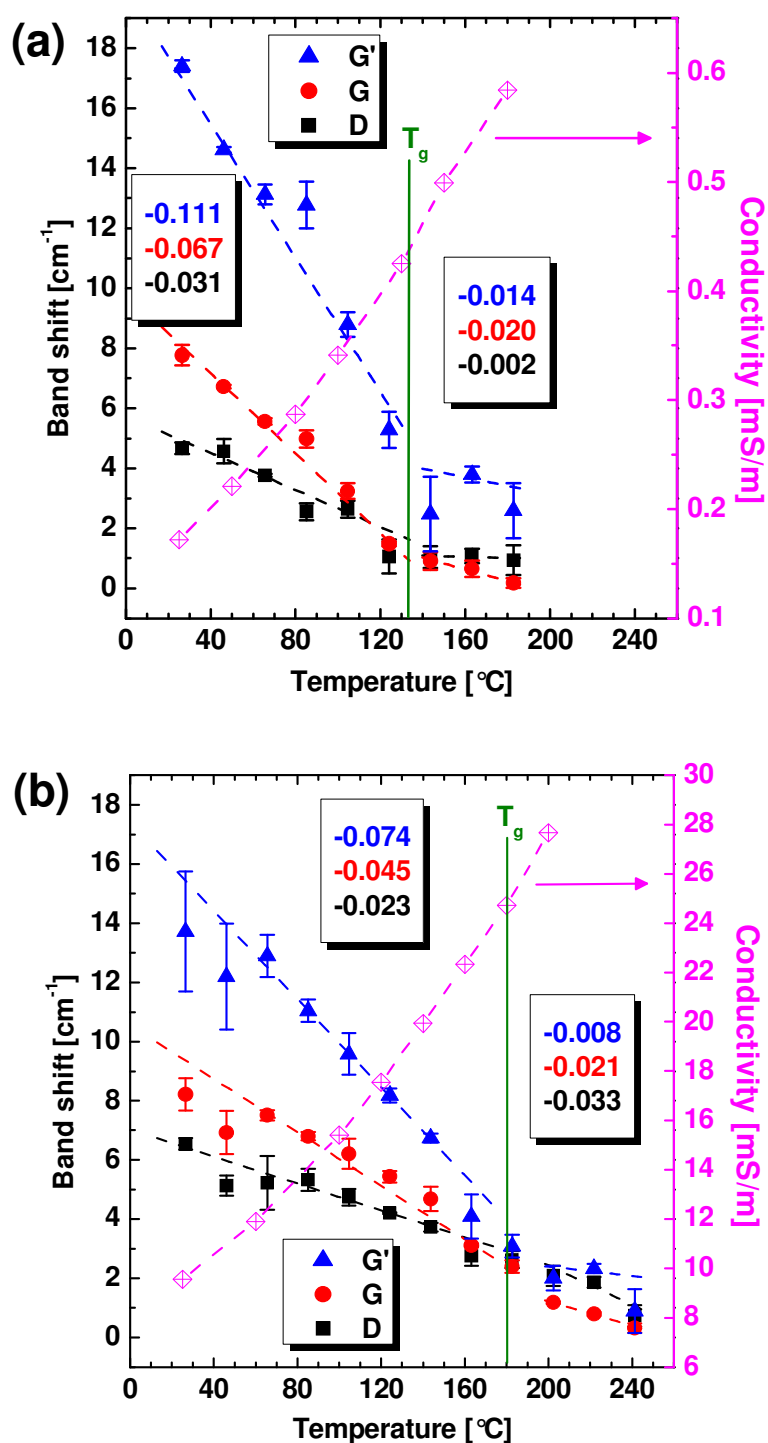 (a)
18
16
14
12
10
8
6
4
2
0
Band shift [cm-1]
G'
G
D
Tg
-0.111
-0.067
-0.031
-0.014
-0.020
-0.002
0.6
0.5
0.4
0.3
0.2
0.1
Conductivity [mS/m]
0 40 80 120 160 200 240
Temperature [°C]
(b)
18
16
14
12
10
8
6
4
2
0
Band shift [cm-1]
-0.074
-0.045
-0.023
Tg
-0.008
-0.021
-0.033
G'
G
D
30
28
26
24
22
20
18
16
14
12
10
8
6
Conductivity [mS/m]
0 40 80 120 160 200 240
Temperature [°C]